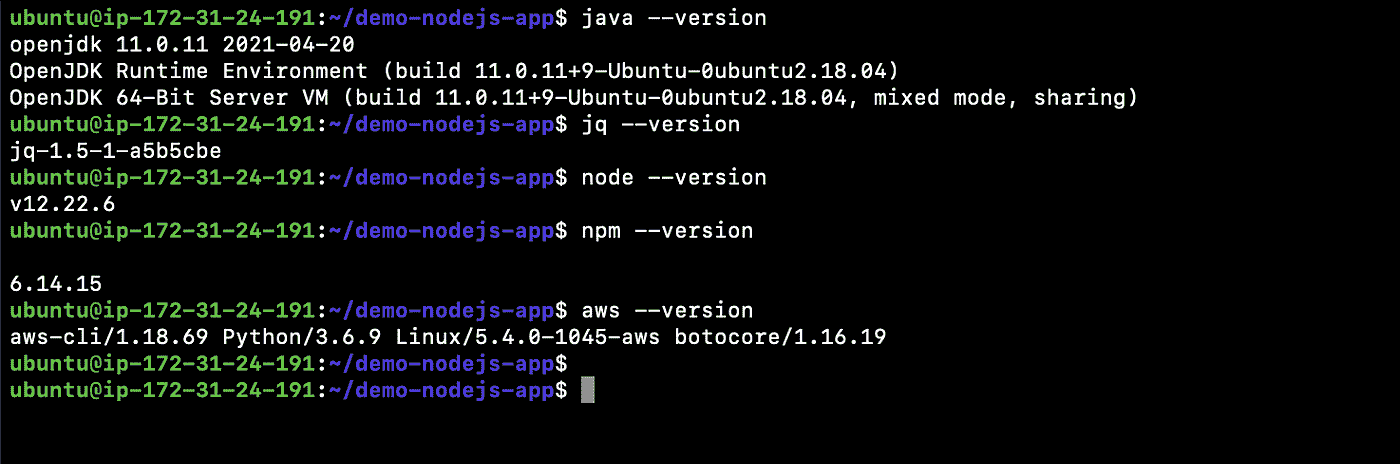 ubuntu@ip-172-31-24-191:~/demo-nodejs-app$ java --version
openjdk 11.0.11 2021-04-20
OpenJDK Runtime Environment (build 11.0.11+9-Ubuntu-0ubuntu2.18.04)
OpenJDK 64-Bit Server VM (build 11.0.11+9-Ubuntu-0ubuntu2.18.04, mixed mode, sharing)
ubuntu@ip-172-31-24-191:~/demo-nodejs-app$ jq --version
jq-1.5-1-a5b5cbe
ubuntu@ip-172-31-24-191:~/demo-nodejs-app$ node --version
v12.22.6
ubuntu@ip-172-31-24-191:~/demo-nodejs-app$ npm --version
6.14.15
ubuntu@ip-172-31-24-191:~/demo-nodejs-app$ aws --version
aws-cli/1.18.69 Python/3.6.9 Linux/5.4.0-1045-aws botocore/1.16.19
ubuntu@ip-172-31-24-191:~/demo-nodejs-app$
ubuntu@ip-172-31-24-191:~/demo-nodejs-app$